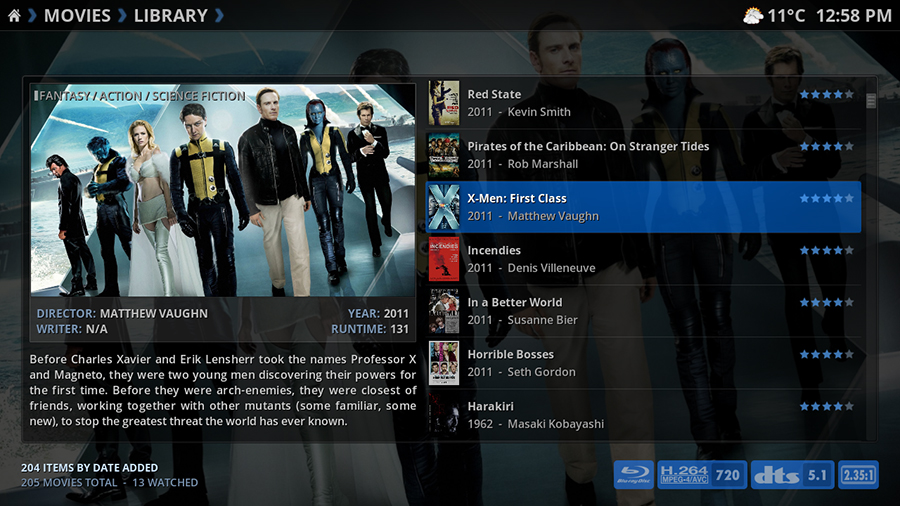 MOVIES LIBRARY
11°C 12:58 PM
FANTASY / ACTION / SCIENCE FICTION
DIRECTOR: MATTHEW VAUGHN
YEAR: 2011
WRITER: N/A
RUNTIME: 131
Before Charles Xavier and Erik Lensherr took the names Professor X
and Magneto, they were two young men discovering their powers for
the first time. Before they were arch-enemies, they were closest of
friends, working together with other mutants (some familiar, some
new), to stop the greatest threat the world has ever known.
Red State
2011 - Kevin Smith
Pirates of the Caribbean: On Stranger Tides
2011 - Rob Marshall
X-Men: First Class
2011 - Matthew Vaughn
Incendies
2011 - Denis Villeneuve
In a Better World
2011 - Susanne Bier
Horrible Bosses
2011 - Seth Gordon
Harakiri
1962 - Masaki Kobayashi
204 ITEMS BY DATE ADDED
205 MOVIES TOTAL - 13 WATCHED
Blu-ray Disc
H.264
MPEG-4/AVC
720
dts 5.1
2.35:1